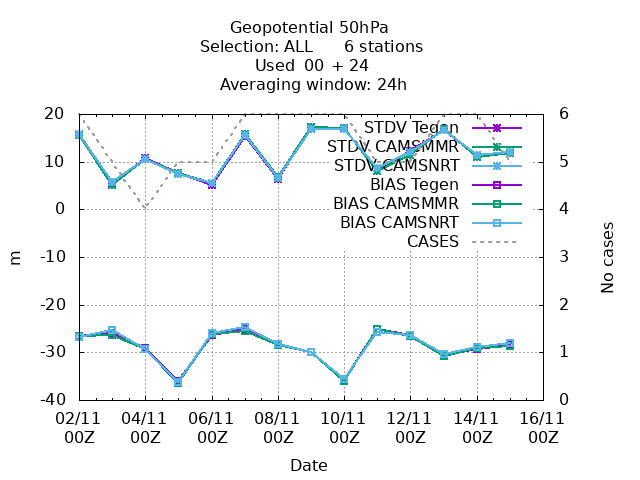 Geopotential 50hPa
Selection: ALL      6 stations
Used  00  + 24
Averaging window: 24h
20
10
0
-10
-20
-30
-40
m
6
5
4
3
2
1
0
No cases
STDV Tegen
STDV CAMSMMR
STDV CAMSNRT
BIAS Tegen
BIAS CAMSMMR
BIAS CAMSNRT
CASES
02/11 04/11 06/11 08/11 10/11 12/11 14/11 16/11
00Z 00Z 00Z 00Z 00Z 00Z 00Z 00Z
Date